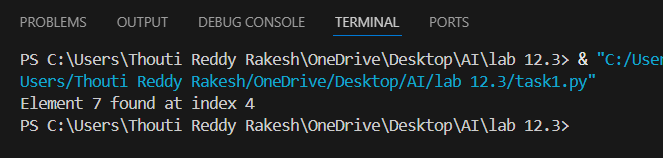 PROBLEMS OUTPUT DEBUG CONSOLE TERMINAL PORTS
PS C:\Users\Thouti Reddy Rakesh\OneDrive\Desktop\AI\lab 12.3> & "C:/User
Users/Thouti Reddy Rakesh/OneDrive/Desktop/AI/lab 12.3/task1.py"
Element 7 found at index 4
PS C:\Users\Thouti Reddy Rakesh\OneDrive\Desktop\AI\lab 12.3>